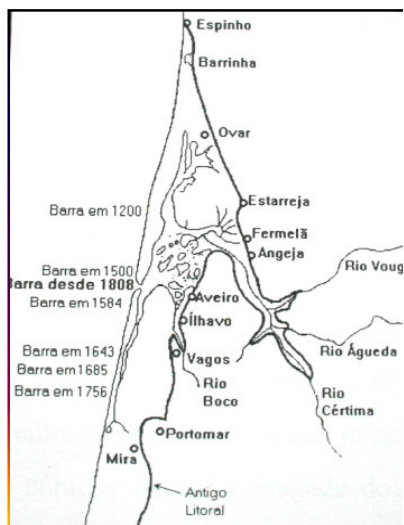 Espinho
Barrinha
Ovar
Barra em 1200
Estarreja
Fermelã
Angeja
Barra em 1500
Barra desde 1808
Barra em 1584
Rio Voug
Aveiro
Ílhavo
Barra em 1643
Barra em 1685
Barra em 1756
Vagos
Rio
Boco
Rio Águeda
Rio
Cértima
Portomar
Mira
Antigo
Litoral